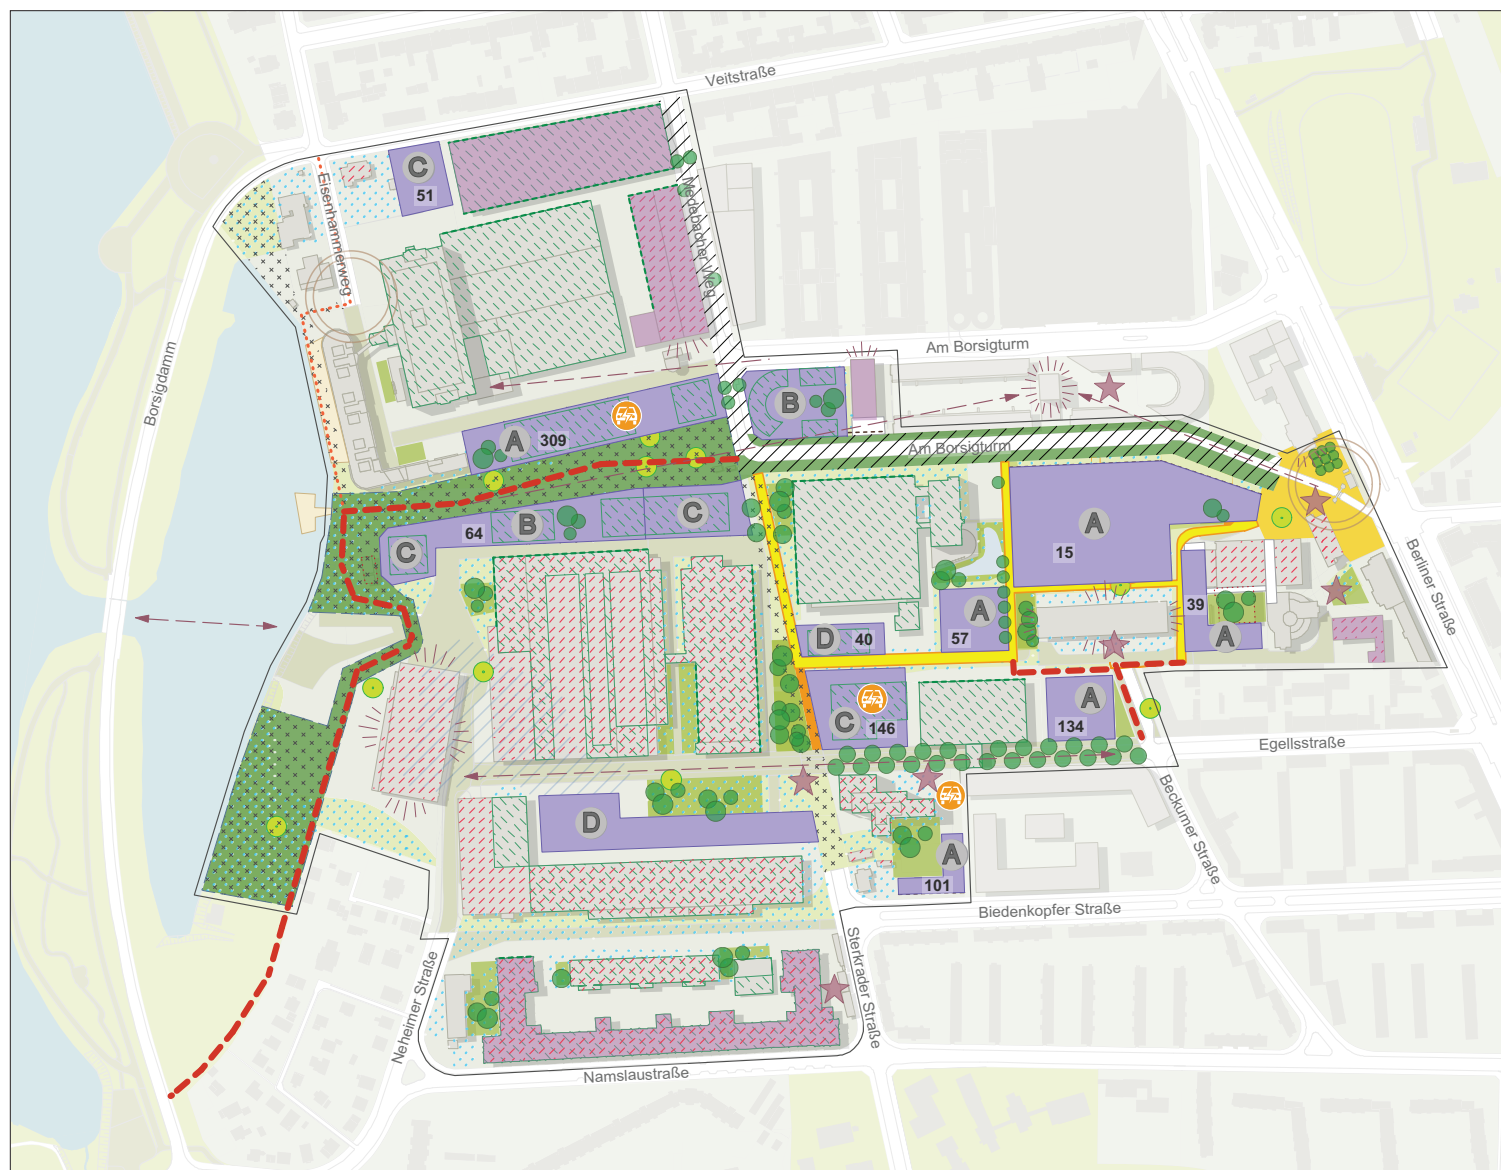 Veitstraße
C
51
Eisenhammerweg
Medebacher Weg
Borsigdamm
Am Borsigturm
B
A
309
Am Borsigturm
A
15
B
C
64
C
Berliner Straße
39
A
D
40
A
57
A
134
C
146
Egellsstraße
D
A
101
Beckumer Straße
Biedenkopfer Straße
Sterkrader Straße
Neheimer Straße
Namslaustraße